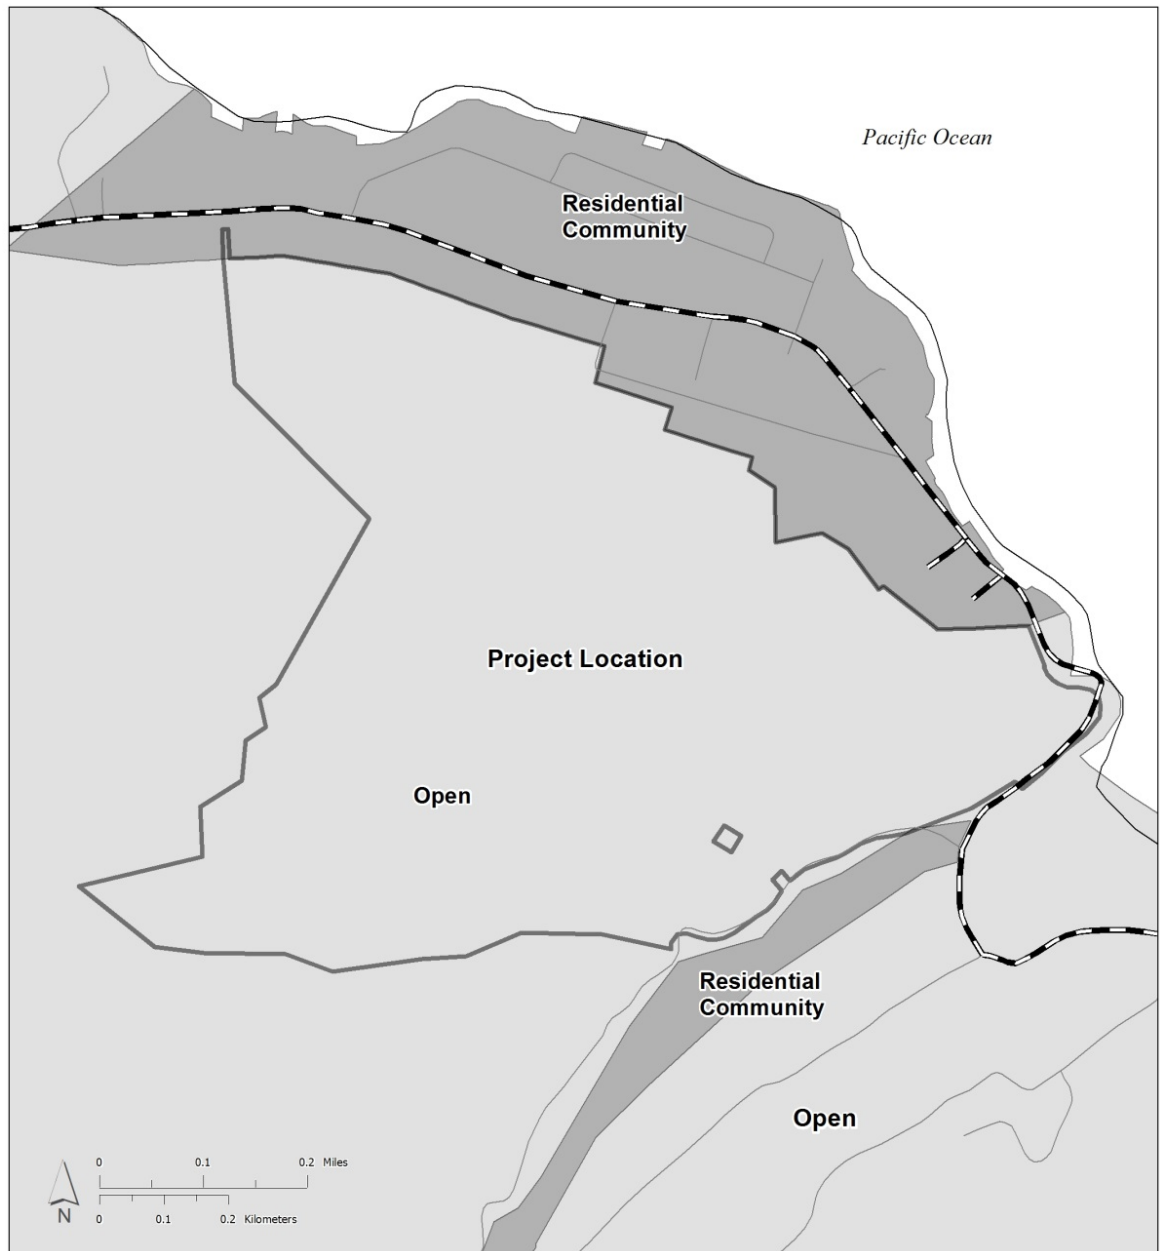 Pacific Ocean
Residential
Community
Project Location
Open
Residential
Community
Open
0 0.1 0.2 Miles
0 0.1 0.2 Kilometers
N